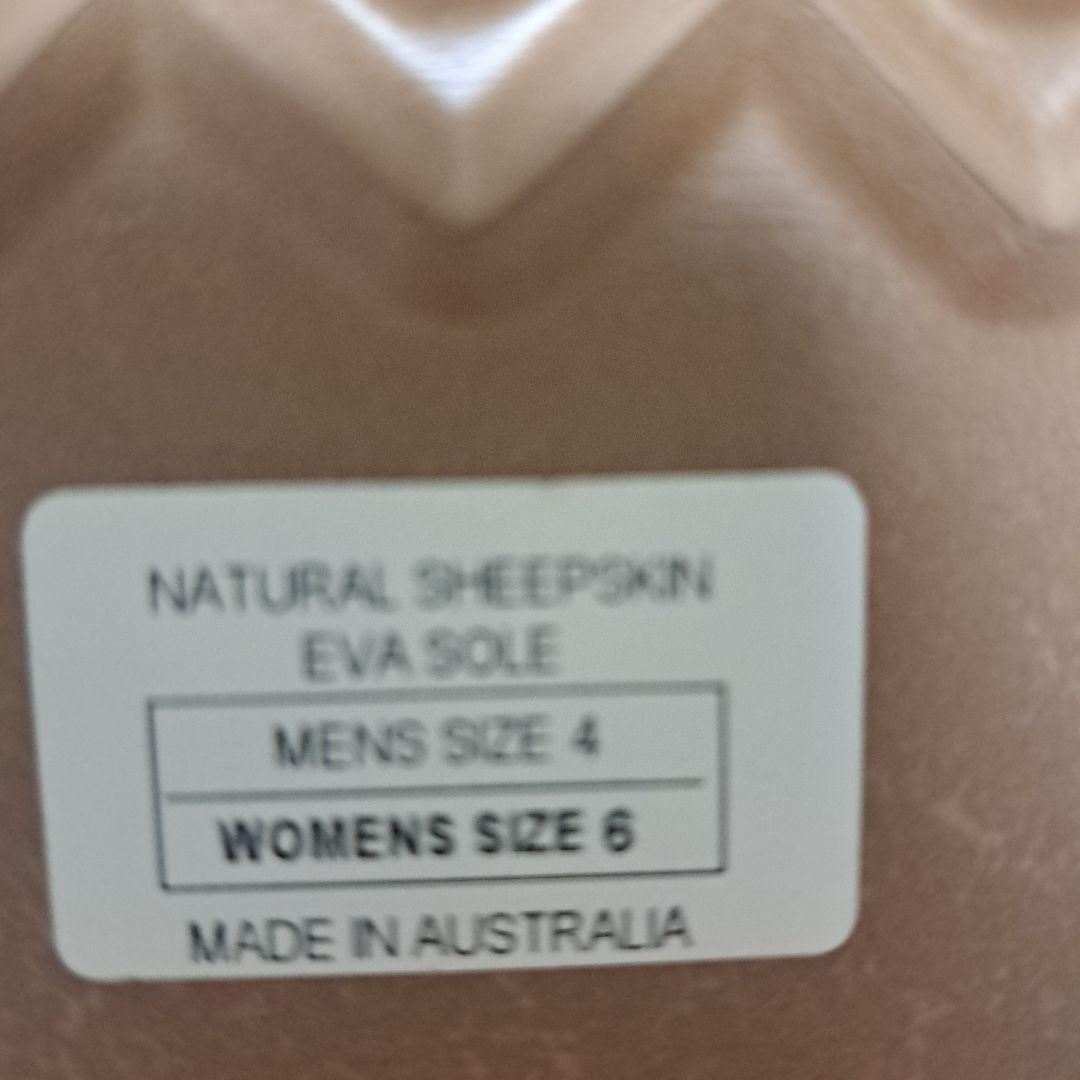 NATURAL SHEEPSKIN
EVA SOLE
MENS SIZE 4
WOMENS SIZE 6
MADE IN AUSTRALIA